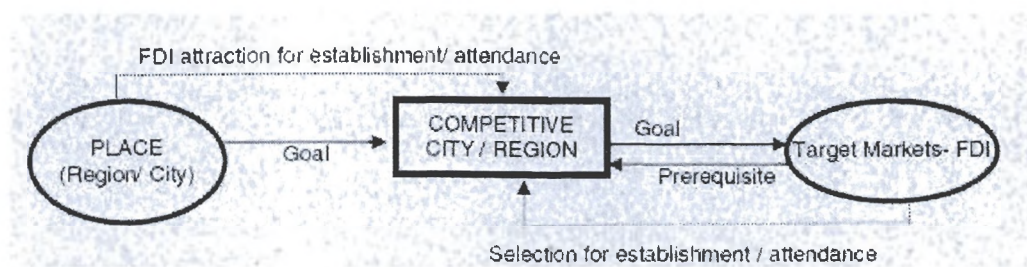 FDI attraction for establishment/ attendance
PLACE
(Region/ City)
Goal
COMPETITIVE
CITY / REGION
Goal
Prerequisite
Target Markets- FDI
Selection for establishment / attendance